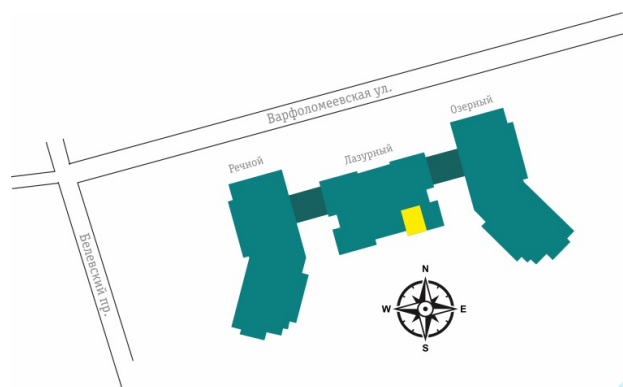 Варфоломеевская ул.
Озерный
Лазурный
Речной
Белевский пр.
N
W
E
S